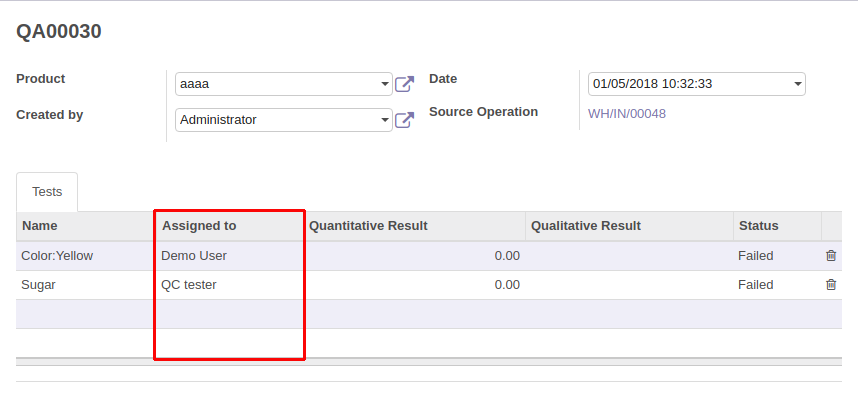 QA00030
Product aaaa Date 01/05/2018 10:32:33
Created by Administrator Source Operation WH/IN/00048
Tests
Name Assigned to Quantitative Result Qualitative Result Status
Color:Yellow Demo User 0.00 Failed
Sugar QC tester 0.00 Failed